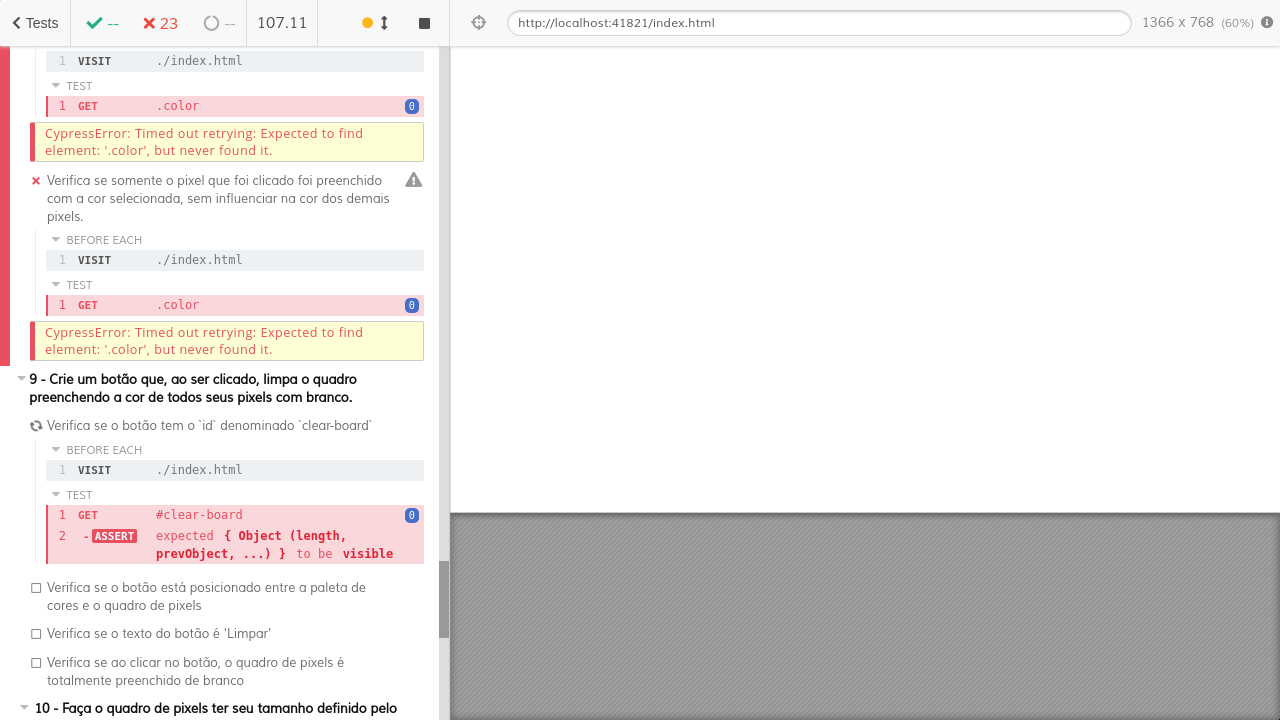 Tests
--
23
--
107.11
http://localhost:41821/index.html
1366 x 768 (60%)
1 VISIT ./index.html
TEST
1 GET .color 0
CypressError: Timed out retrying: Expected to find
element: '.color', but never found it.
Verifica se somente o pixel que foi clicado foi preenchido
com a cor selecionada, sem influenciar na cor dos demais
pixels.
BEFORE EACH
1 VISIT ./index.html
TEST
1 GET .color 0
CypressError: Timed out retrying: Expected to find
element: '.color', but never found it.
9 - Crie um botão que, ao ser clicado, limpa o quadro
preenchendo a cor de todos seus pixels com branco.
Verifica se o botão tem o `id` denominado `clear-board`
BEFORE EACH
1 VISIT ./index.html
TEST
1 GET #clear-board 0
2 - ASSERT expected { Object (length,
prevObject, ...) } to be visible
Verifica se o botão está posicionado entre a paleta de
cores e o quadro de pixels
Verifica se o texto do botão é 'Limpar'
Verifica se ao clicar no botão, o quadro de pixels é
totalmente preenchido de branco
10 - Faça o quadro de pixels ter seu tamanho definido pelo